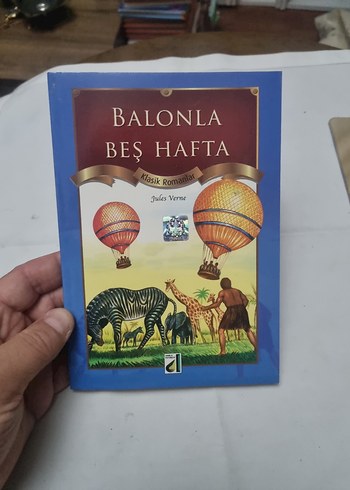 BALONLA
BEŞ HAFTA
Klasik Romanlar
Jules Verne